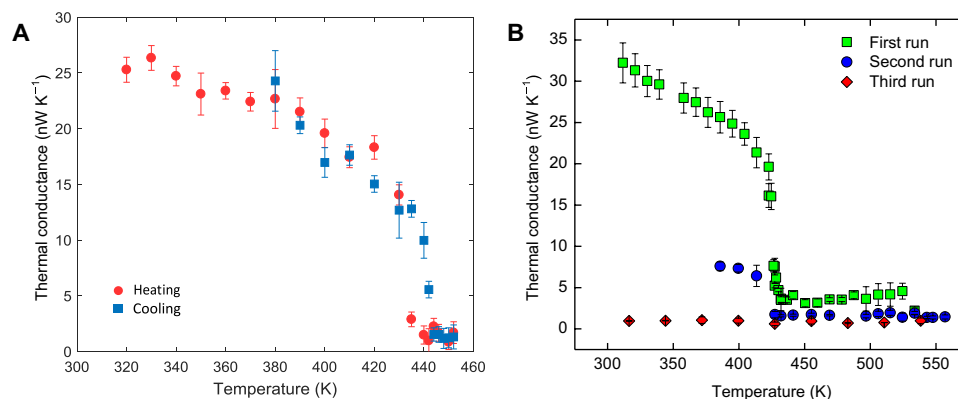 A
Thermal conductance (nW K⁻¹)
30
25
20
15
10
5
0
Heating
Cooling
300 320 340 360 380 400 420 440 460
Temperature (K)
B
Thermal conductance (nW K⁻¹)
35
30
25
20
15
10
5
0
First run
Second run
Third run
300 350 400 450 500 550
Temperature (K)